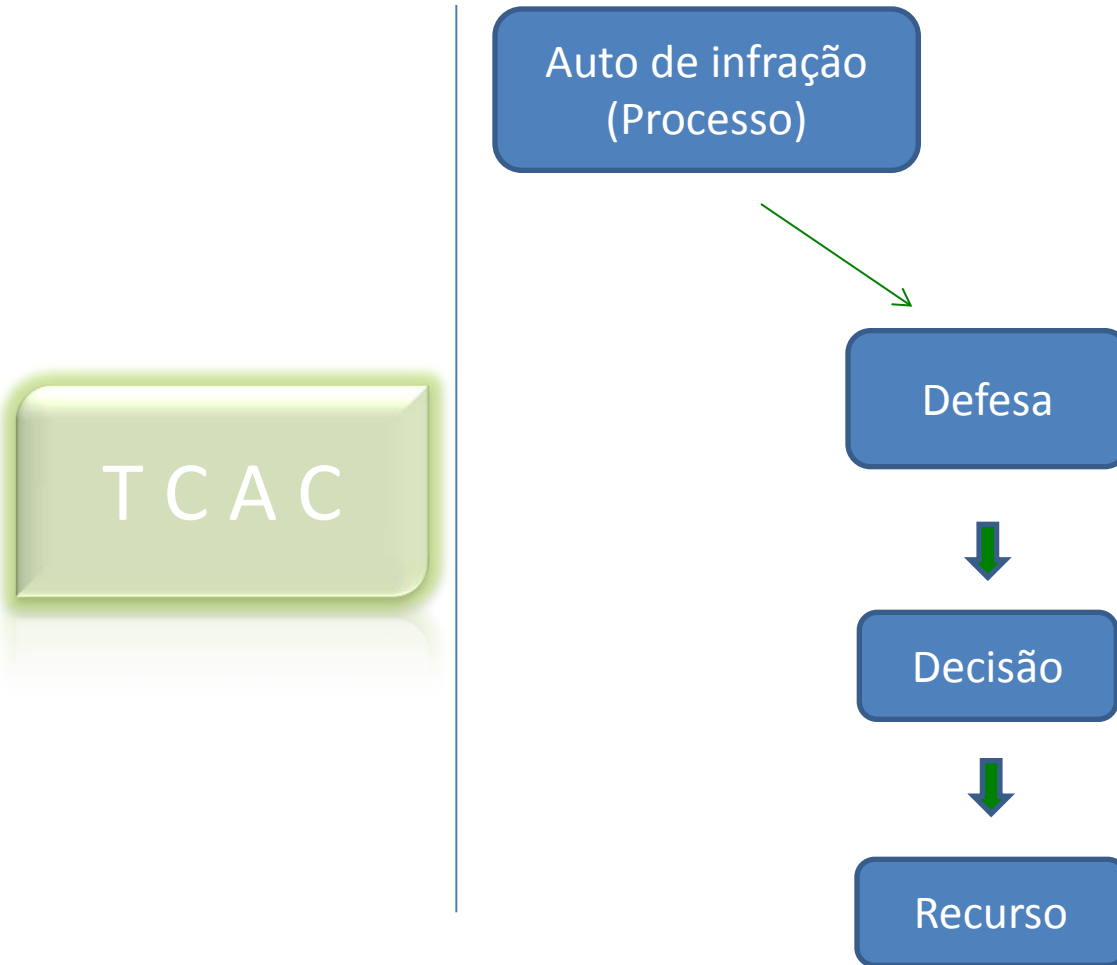 Auto de infração
(Processo)
Defesa
T C A C
Decisão
Recurso